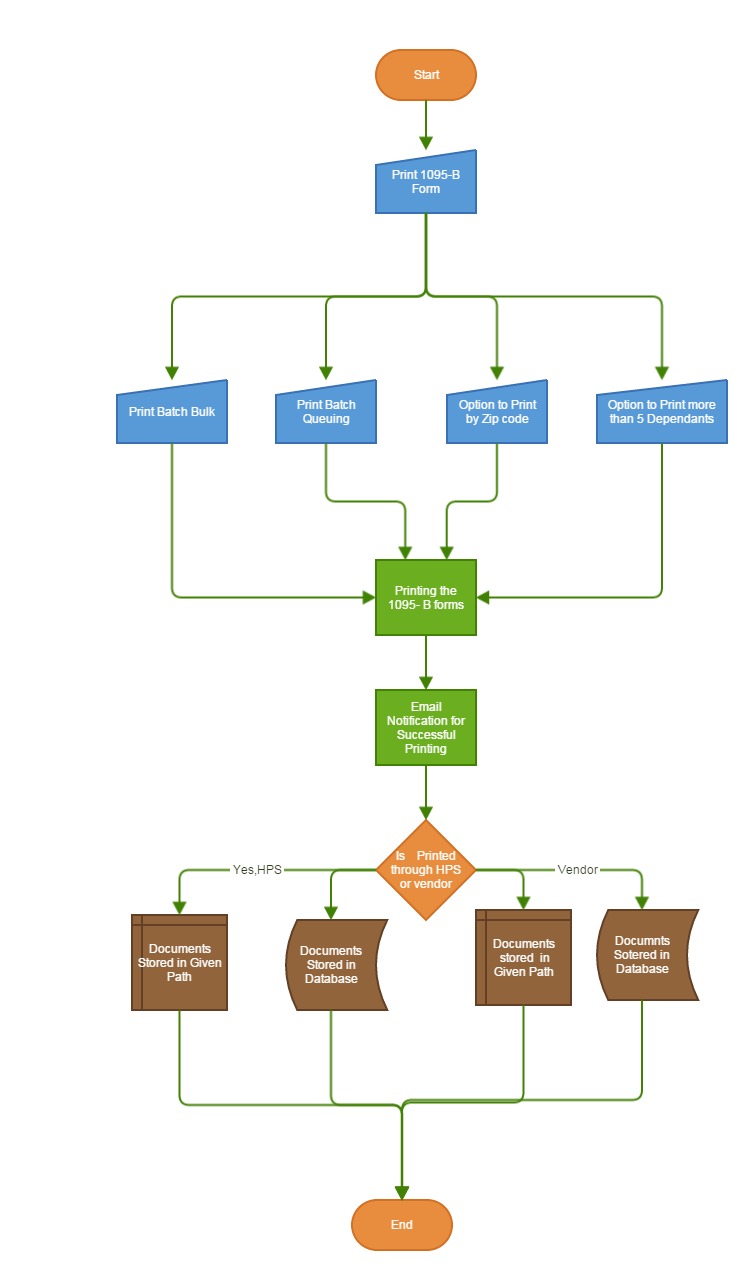 Start
Print 1095-B
Form
Print Batch Bulk
Print Batch
Queuing
Option to Print
by Zip code
Option to Print more
than 5 Dependants
Printing the
1095- B forms
Email
Notification for
Successful
Printing
Is Printed
through HPS
or vendor
Yes,HPS
Vendor
Documents
Stored in Given
Path
Documents
Stored in
Database
Documents
stored in
Given Path
Documnts
Sotered in
Database
End